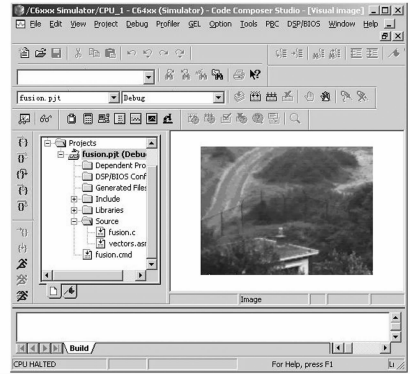 /C6xxx Simulator/CPU_1 - C64xx (Simulator) - Code Composer Studio - [Visual image]
File Edit View Project Debug Profiler GEL Option Tools PBC DSP/BIOS Window Help
fusion.pjt Debug
Projects
fusion.pjt (Debu
Dependent Pro
DSP/BIOS Conf
Generated Files
Include
Libraries
Source
fusion.c
vectors.asm
fusion.cmd
Image
Build
CPU HALTED For Help, press F1 Li